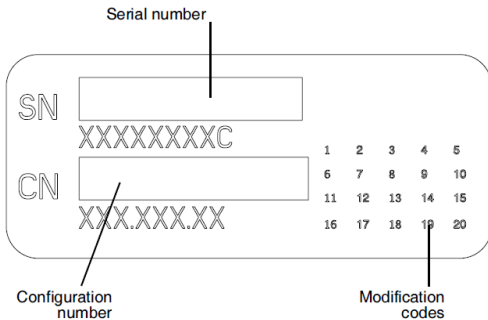 Serial number
SN
XXXXXXXXC
CN
XXX.XXX.XX
1 2 3 4 5
6 7 8 9 10
11 12 13 14 15
16 17 18 19 20
Configuration
number
Modification
codes